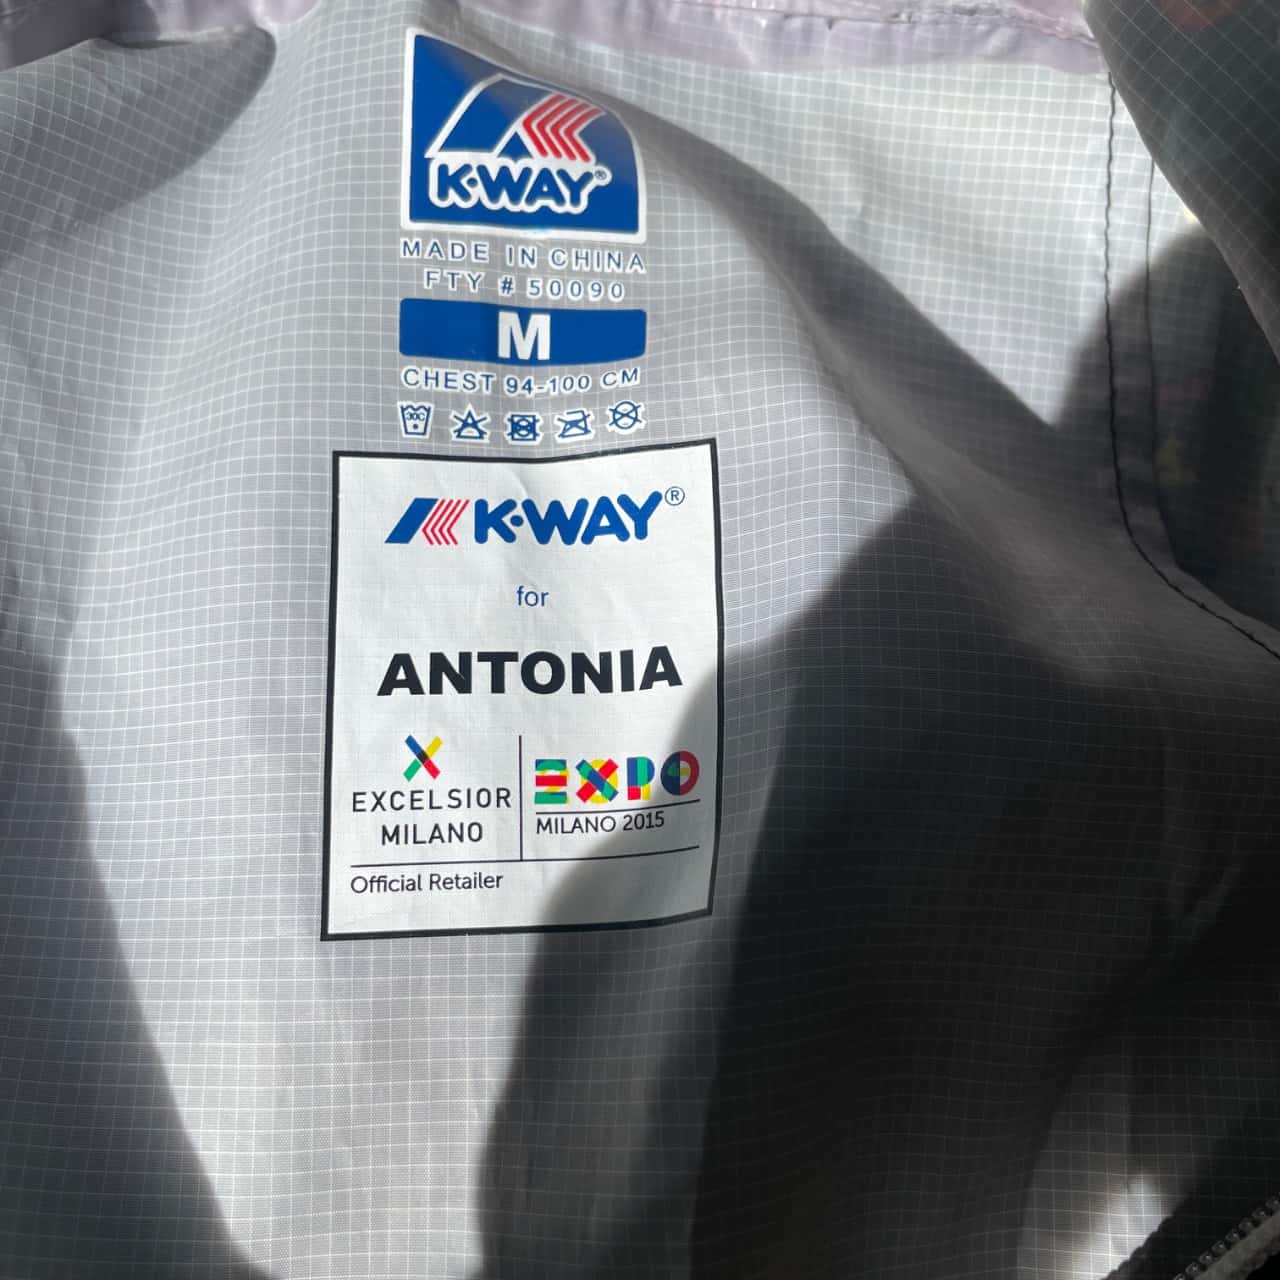 K·WAY®
MADE IN CHINA
FTY # 50090
M
CHEST 94-100 CM
30C
K·WAY®
for
ANTONIA
EXCELSIOR
MILANO
EXPO
MILANO 2015
Official Retailer